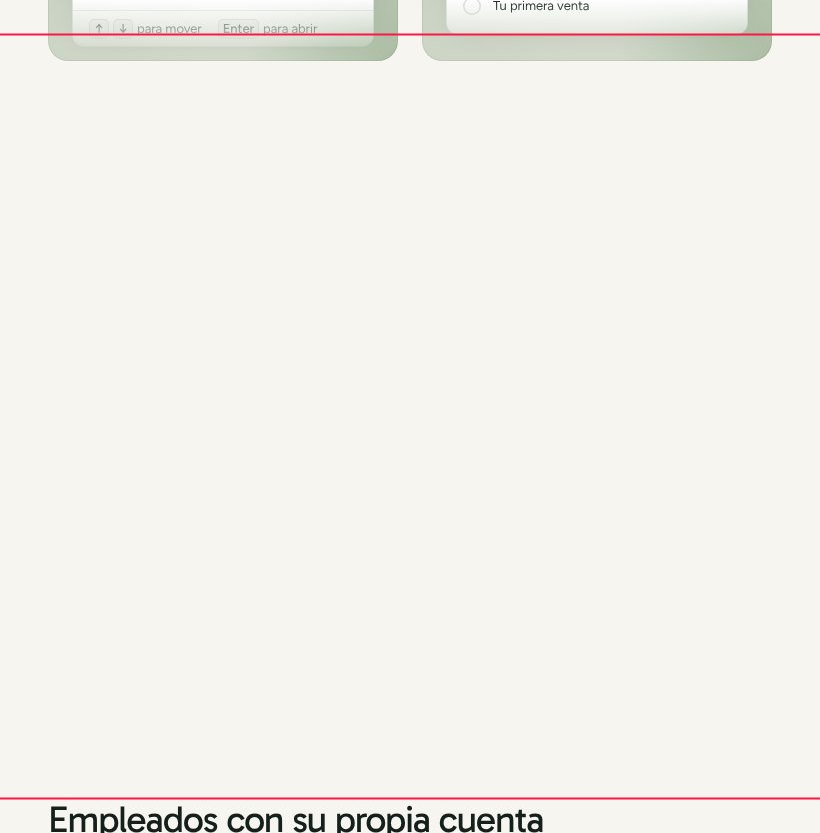 ↑ ↓ para mover Enter para abrir
Tu primera venta
Empleados con su propia cuenta